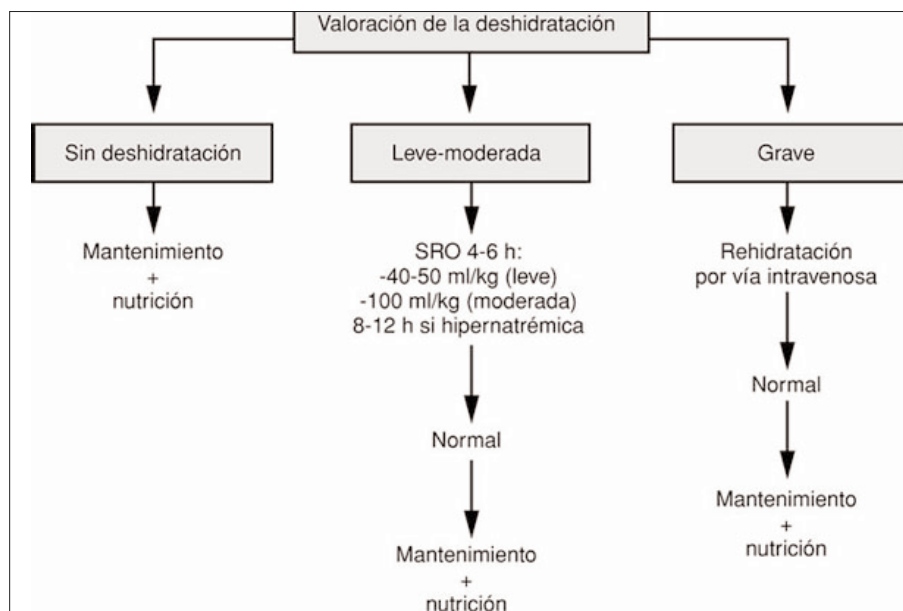 Valoración de la deshidratación
Sin deshidratación
Mantenimiento
+
nutrición
Leve-moderada
SRO 4-6 h:
-40-50 ml/kg (leve)
-100 ml/kg (moderada)
8-12 h si hipernatrémica
Normal
Mantenimiento
+
nutrición
Grave
Rehidratación
por vía intravenosa
Normal
Mantenimiento
+
nutrición